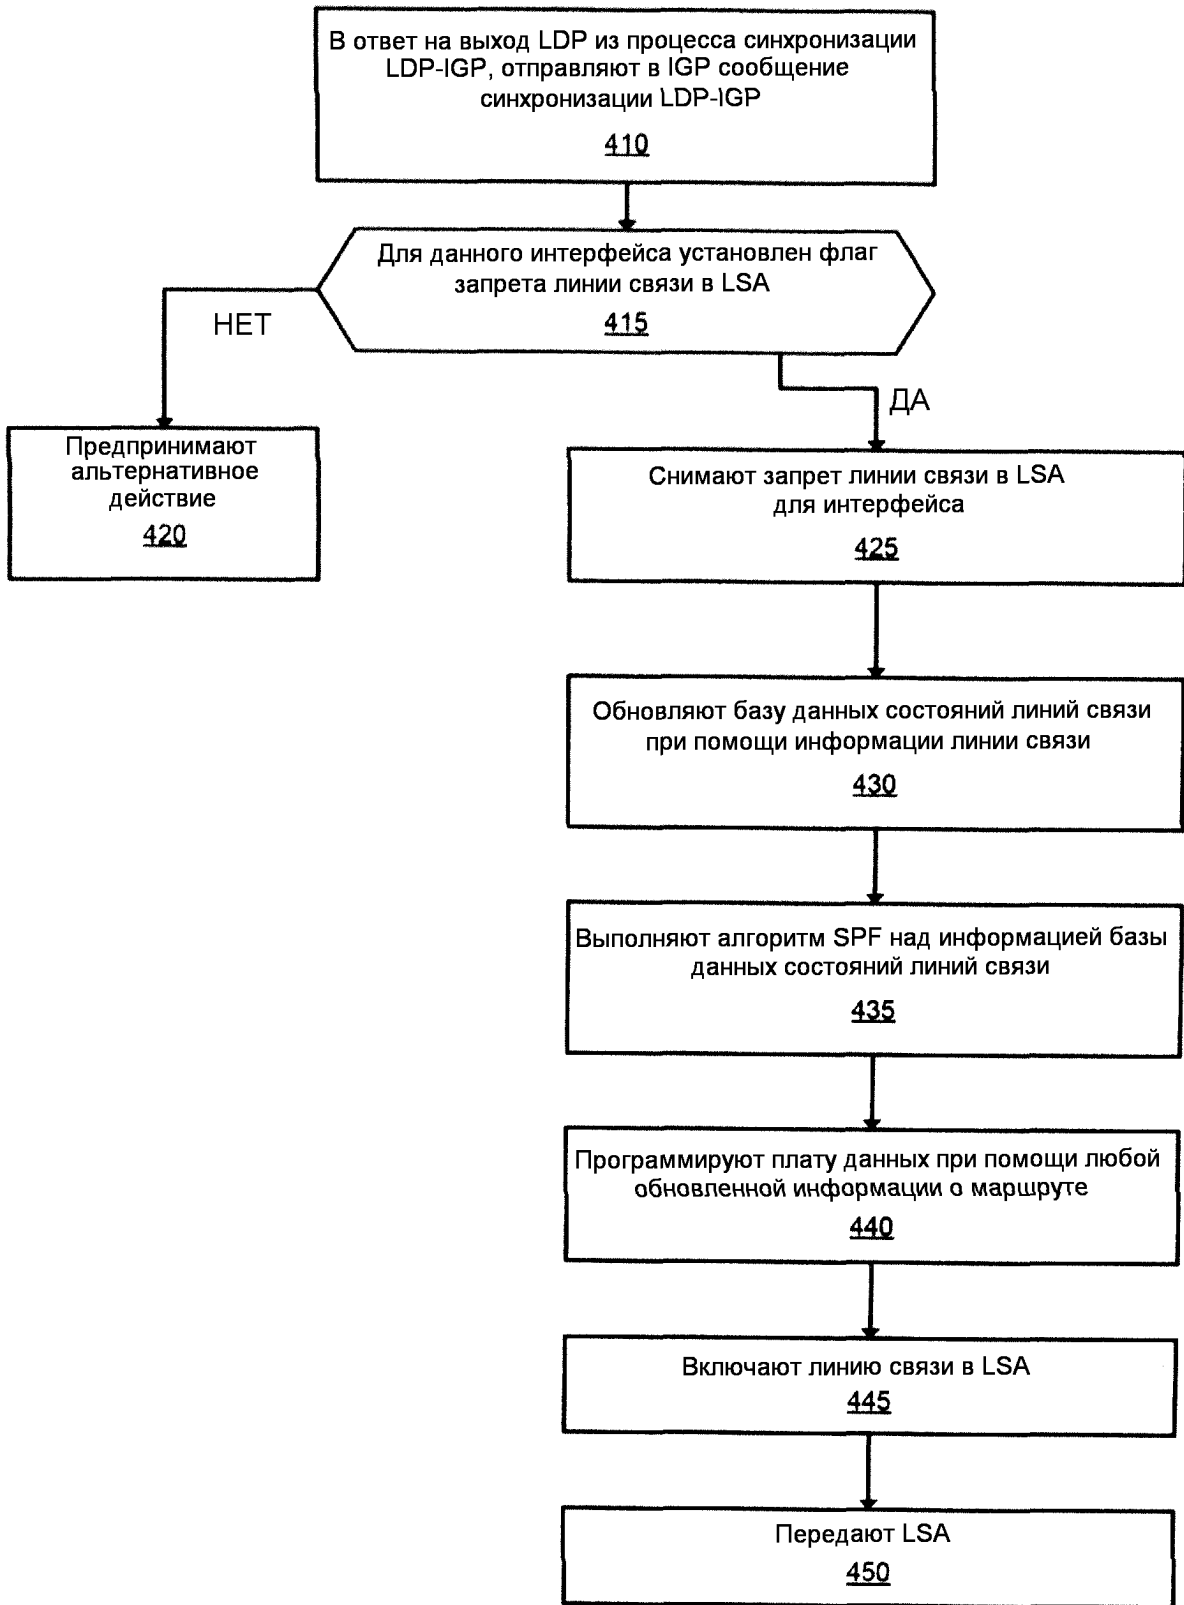 В ответ на выход LDP из процесса синхронизации
LDP-IGP, отправляют в IGP сообщение
синхронизации LDP-IGP
410
Для данного интерфейса установлен флаг
запрета линии связи в LSA
415
НЕТ
ДА
Предпринимают
альтернативное
действие
420
Снимают запрет линии связи в LSA
для интерфейса
425
Обновляют базу данных состояний линий связи
при помощи информации линии связи
430
Выполняют алгоритм SPF над информацией базы
данных состояний линий связи
435
Программируют плату данных при помощи любой
обновленной информации о маршруте
440
Включают линию связи в LSA
445
Передают LSA
450